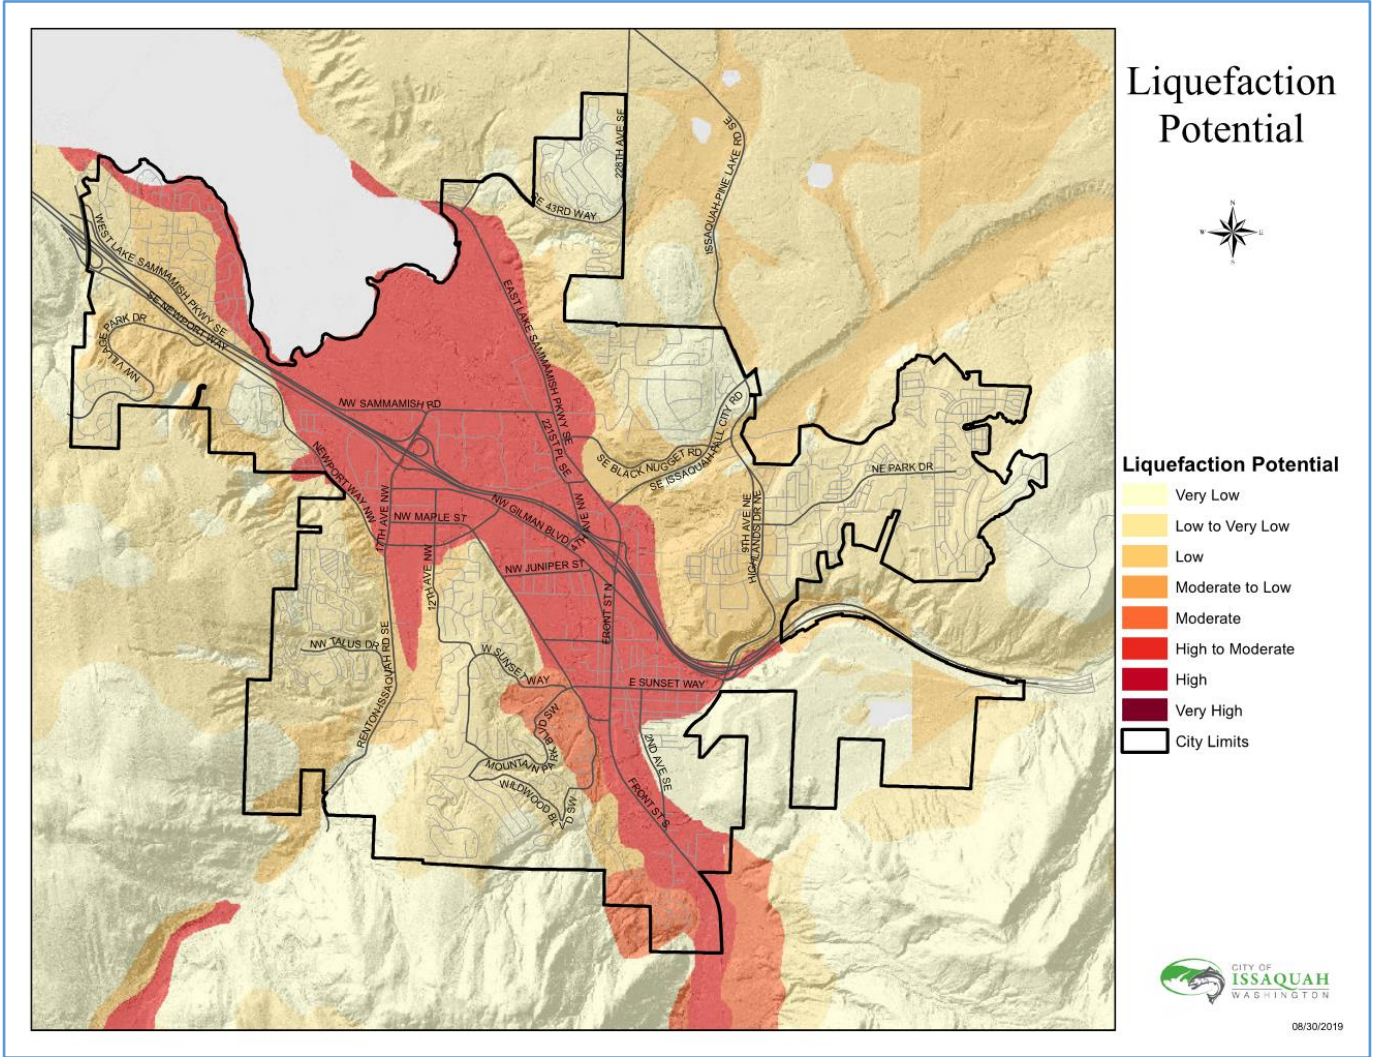 Liquefaction
Potential
N
W
E
S
228TH AVE SE
SE 43RD WAY
ISSAQUAH-PINE LAKE RD SE
WEST LAKE SAMMAMISH PKWY SE
SE NEWPORT WAY
NW VILLAGE PARK DR
EAST LAKE SAMMAMISH PKWY SE
NW SAMMAMISH RD
221ST PL SE
SE BLACK NUGGET RD
SE ISSAQUAH-FALL CITY RD
NE PARK DR
NEWPORT WAY NW
17TH AVE NW
NW MAPLE ST
NW GILMAN BLVD
4TH AVE NW
9TH AVE NE
HIGHLANDS DR NE
NW JUNIPER ST
12TH AVE NW
FRONT ST N
NW TALUS DR
RENTON-ISSAQUAH RD SE
W SUNSET WAY
E SUNSET WAY
MOUNTAIN PARK BLVD SW
WILDWOOD BLVD SW
2ND AVE SE
FRONT ST S
Liquefaction Potential
Very Low
Low to Very Low
Low
Moderate to Low
Moderate
High to Moderate
High
Very High
City Limits
CITY OF
ISSAQUAH
WASHINGTON
08/30/2019